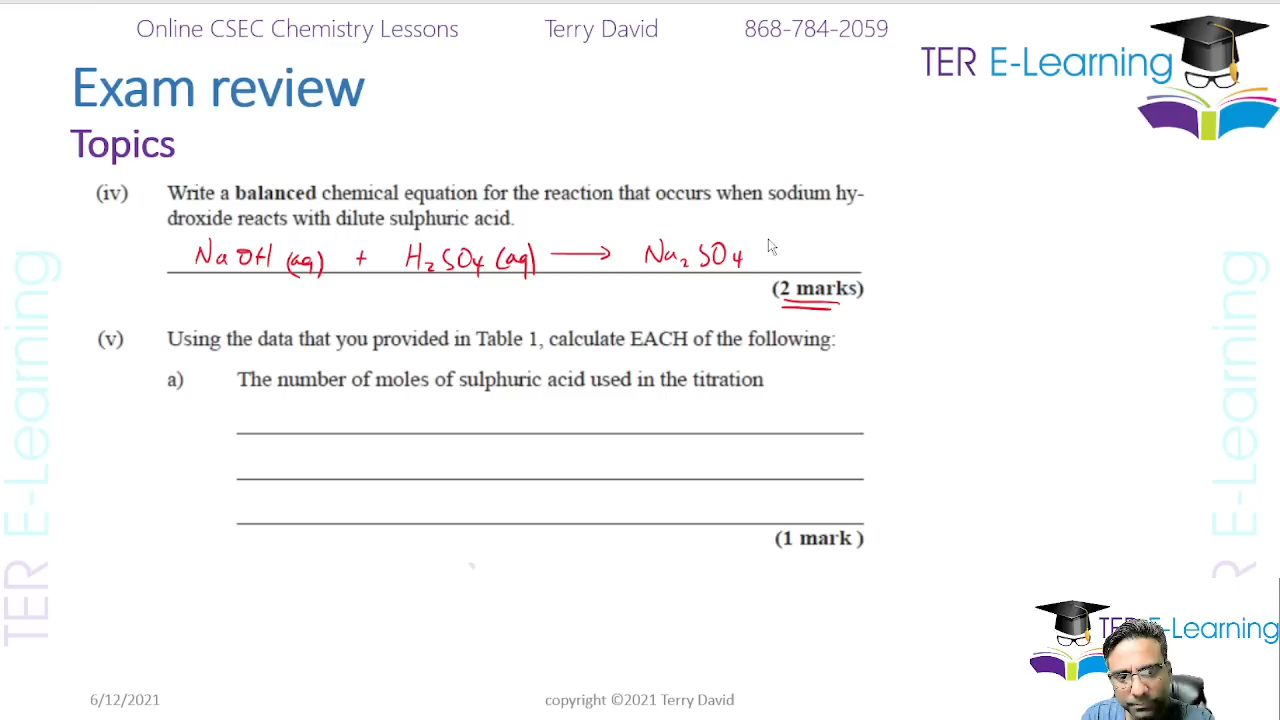 Online CSEC Chemistry Lessons Terry David 868-784-2059
TER E-Learning
Exam review
Topics
(iv) Write a balanced chemical equation for the reaction that occurs when sodium hy-
droxide reacts with dilute sulphuric acid.
NaOH (aq) + H₂SO₄ (aq) ⟶ Na₂SO₄
(2 marks)
(v) Using the data that you provided in Table 1, calculate EACH of the following:
a) The number of moles of sulphuric acid used in the titration
(1 mark )
TER E-Learning
TER E-Learning
TER E-Learning
6/12/2021 copyright ©2021 Terry David